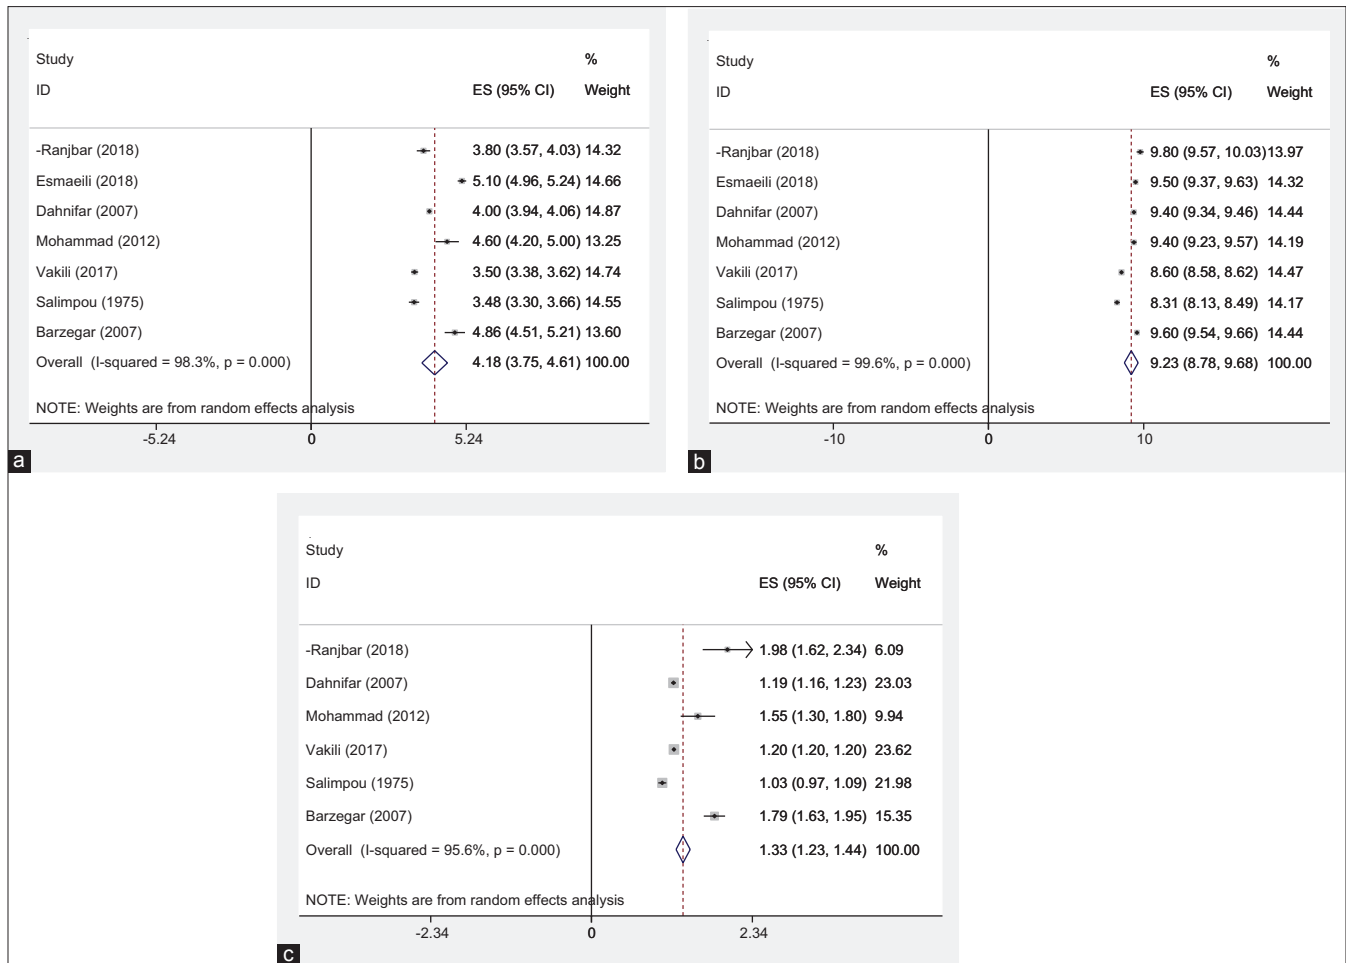 Study %
ID ES (95% CI) Weight
-Ranjbar (2018) 3.80 (3.57, 4.03) 14.32
Esmaeili (2018) 5.10 (4.96, 5.24) 14.66
Dahnifar (2007) 4.00 (3.94, 4.06) 14.87
Mohammad (2012) 4.60 (4.20, 5.00) 13.25
Vakili (2017) 3.50 (3.38, 3.62) 14.74
Salimpou (1975) 3.48 (3.30, 3.66) 14.55
Barzegar (2007) 4.86 (4.51, 5.21) 13.60
Overall (I-squared = 98.3%, p = 0.000) 4.18 (3.75, 4.61) 100.00
NOTE: Weights are from random effects analysis
-5.24 0 5.24
a
Study %
ID ES (95% CI) Weight
-Ranjbar (2018) 9.80 (9.57, 10.03) 13.97
Esmaeili (2018) 9.50 (9.37, 9.63) 14.32
Dahnifar (2007) 9.40 (9.34, 9.46) 14.44
Mohammad (2012) 9.40 (9.23, 9.57) 14.19
Vakili (2017) 8.60 (8.58, 8.62) 14.47
Salimpou (1975) 8.31 (8.13, 8.49) 14.17
Barzegar (2007) 9.60 (9.54, 9.66) 14.44
Overall (I-squared = 99.6%, p = 0.000) 9.23 (8.78, 9.68) 100.00
NOTE: Weights are from random effects analysis
-10 0 10
b
Study %
ID ES (95% CI) Weight
-Ranjbar (2018) 1.98 (1.62, 2.34) 6.09
Dahnifar (2007) 1.19 (1.16, 1.23) 23.03
Mohammad (2012) 1.55 (1.30, 1.80) 9.94
Vakili (2017) 1.20 (1.20, 1.20) 23.62
Salimpou (1975) 1.03 (0.97, 1.09) 21.98
Barzegar (2007) 1.79 (1.63, 1.95) 15.35
Overall (I-squared = 95.6%, p = 0.000) 1.33 (1.23, 1.44) 100.00
NOTE: Weights are from random effects analysis
-2.34 0 2.34
c